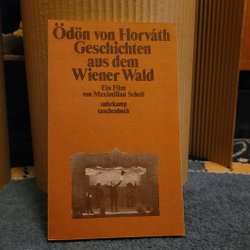 Ödön von Horváth
Geschichten
aus dem
Wiener Wald
Ein Film
von Maximilian Schell
suhrkamp
taschenbuch